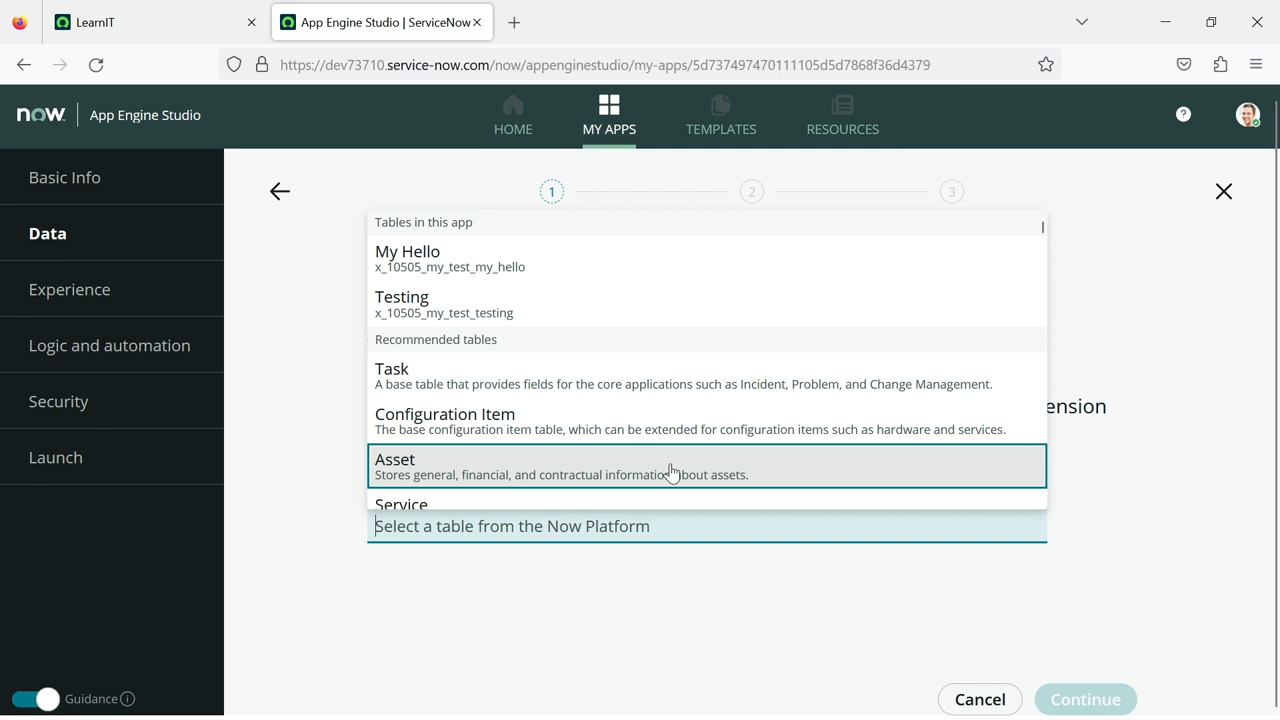 LearnIT
App Engine Studio | ServiceNow
https://dev73710.service-now.com/now/appenginestudio/my-apps/5d737497470111105d5d7868f36d4379
now. App Engine Studio
HOME
MY APPS
TEMPLATES
RESOURCES
Basic Info
Data
Experience
Logic and automation
Security
Launch
Guidance
1
2
3
Tables in this app
My Hello
x_10505_my_test_my_hello
Testing
x_10505_my_test_testing
Recommended tables
Task
A base table that provides fields for the core applications such as Incident, Problem, and Change Management.
Configuration Item
The base configuration item table, which can be extended for configuration items such as hardware and services.
ension
Asset
Stores general, financial, and contractual information about assets.
Service
Select a table from the Now Platform
Cancel
Continue